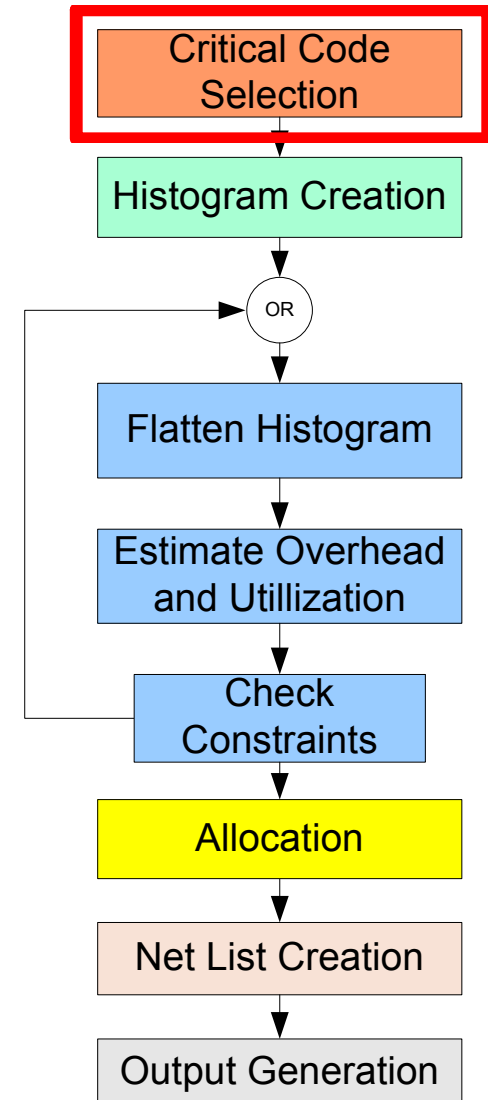 Critical Code
Selection
Histogram Creation
OR
Flatten Histogram
Estimate Overhead
and Utillization
Check
Constraints
Allocation
Net List Creation
Output Generation